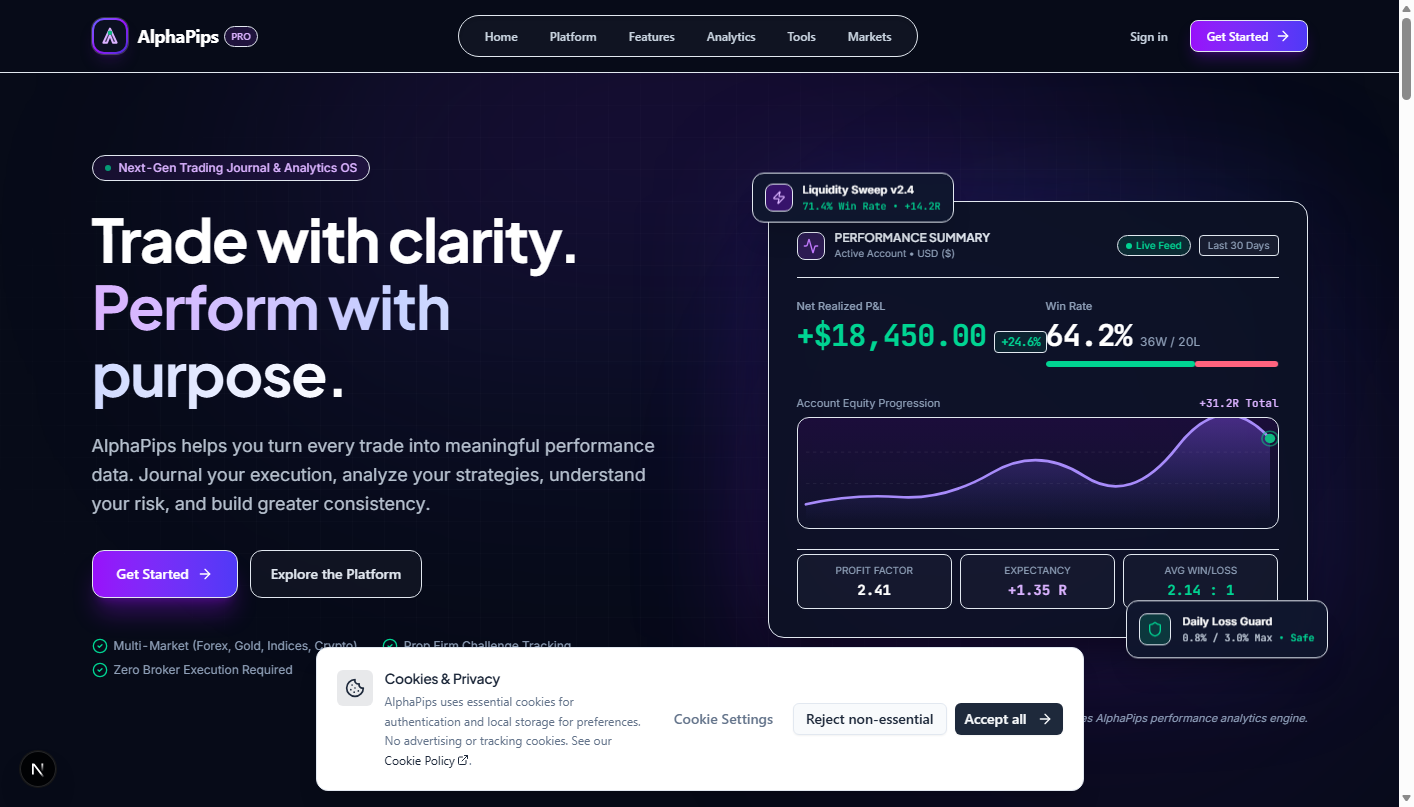 AlphaPips PRO
Home Platform Features Analytics Tools Markets
Sign in
Get Started →
Next-Gen Trading Journal & Analytics OS
Trade with clarity.
Perform with
purpose.
AlphaPips helps you turn every trade into meaningful performance
data. Journal your execution, analyze your strategies, understand
your risk, and build greater consistency.
Get Started →
Explore the Platform
Multi-Market (Forex, Gold, Indices, Crypto)
Prop Firm Challenge Tracking
Zero Broker Execution Required
Liquidity Sweep v2.4
71.4% Win Rate • +14.2R
PERFORMANCE SUMMARY
Active Account • USD ($)
Live Feed
Last 30 Days
Net Realized P&L
+$18,450.00 +24.6%
Win Rate
64.2% 36W / 20L
Account Equity Progression
+31.2R Total
PROFIT FACTOR
2.41
EXPECTANCY
+1.35 R
AVG WIN/LOSS
2.14 : 1
Daily Loss Guard
0.8% / 3.0% Max • Safe
AlphaPips performance analytics engine.
Cookies & Privacy
AlphaPips uses essential cookies for
authentication and local storage for preferences.
No advertising or tracking cookies. See our
Cookie Policy.
Cookie Settings
Reject non-essential
Accept all →
N